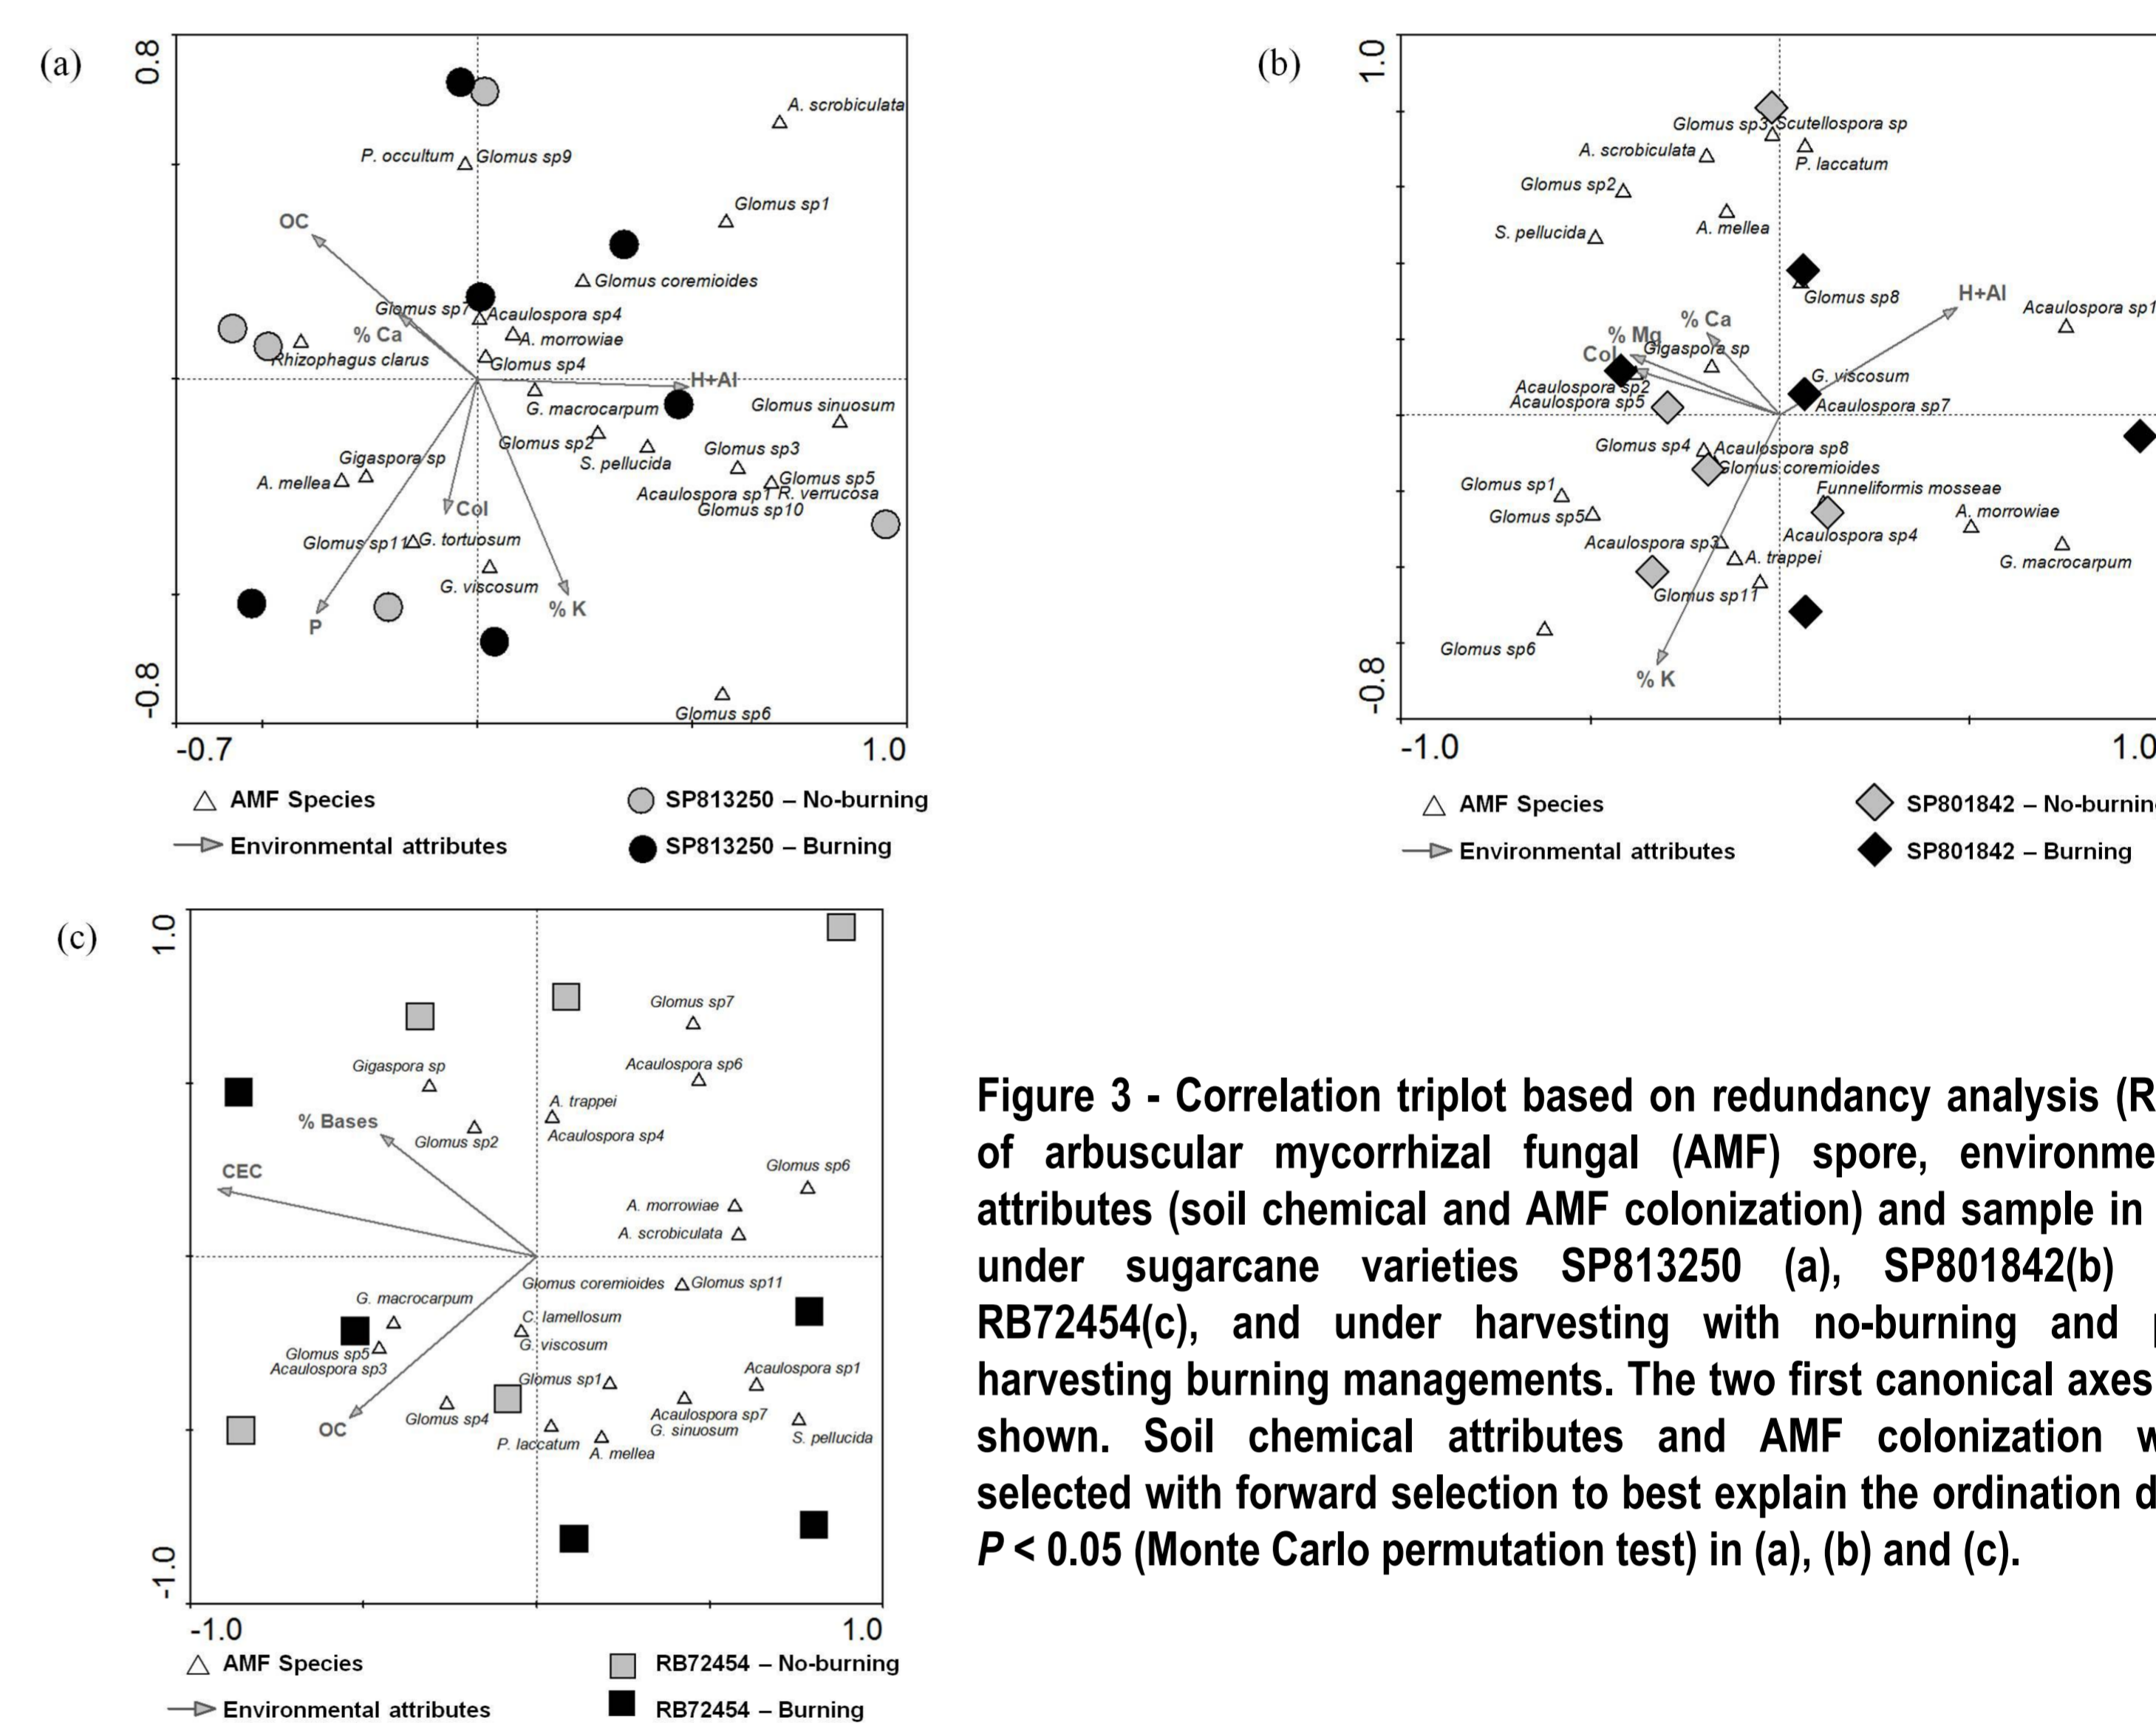 (a)
0.8
A. scrobiculata
P. occultum
Glomus sp9
Glomus sp1
OC
Glomus coremioides
Glomus sp7
Acaulospora sp4
% Ca
A. morrowiae
Rhizophagus clarus
Glomus sp4
H+Al
G. macrocarpum
Glomus sinuosum
Glomus sp2
Glomus sp3
Gigaspora sp
S. pellucida
A. mellea
Glomus sp5
Acaulospora sp1 R. verrucosa
Col
Glomus sp10
Glomus sp11
G. tortuosum
G. viscosum
% K
P
-0.8
Glomus sp6
-0.7
1.0
AMF Species
SP813250 – No-burning
Environmental attributes
SP813250 – Burning
(b)
1.0
Glomus sp3
Scutellospora sp
A. scrobiculata
P. laccatum
Glomus sp2
S. pellucida
A. mellea
H+Al
Glomus sp8
Acaulospora sp1
% Ca
% Mg
Col
Gigaspora sp
G. viscosum
Acaulospora sp2
Acaulospora sp5
Acaulospora sp7
Glomus sp4
Acaulospora sp8
Glomus coremioides
Glomus sp1
Funneliformis mosseae
Glomus sp5
A. morrowiae
Acaulospora sp3
Acaulospora sp4
A. trappei
G. macrocarpum
Glomus sp11
Glomus sp6
% K
-0.8
-1.0
1.0
AMF Species
SP801842 – No-burnin
Environmental attributes
SP801842 – Burning
(c)
1.0
Glomus sp7
Gigaspora sp
Acaulospora sp6
A. trappei
% Bases
Glomus sp2
Acaulospora sp4
CEC
Glomus sp6
A. morrowiae
A. scrobiculata
Glomus coremioides
Glomus sp11
G. macrocarpum
C. lamellosum
G. viscosum
Glomus sp5
Acaulospora sp3
Glomus sp1
Acaulospora sp1
Glomus sp4
Acaulospora sp7
OC
G. sinuosum
S. pellucida
P. laccatum
A. mellea
-1.0
-1.0
1.0
AMF Species
RB72454 – No-burning
Environmental attributes
RB72454 – Burning
Figure 3 - Correlation triplot based on redundancy analysis (R
of arbuscular mycorrhizal fungal (AMF) spore, environme
attributes (soil chemical and AMF colonization) and sample in
under sugarcane varieties SP813250 (a), SP801842(b)
RB72454(c), and under harvesting with no-burning and p
harvesting burning managements. The two first canonical axes
shown. Soil chemical attributes and AMF colonization w
selected with forward selection to best explain the ordination d
P < 0.05 (Monte Carlo permutation test) in (a), (b) and (c).